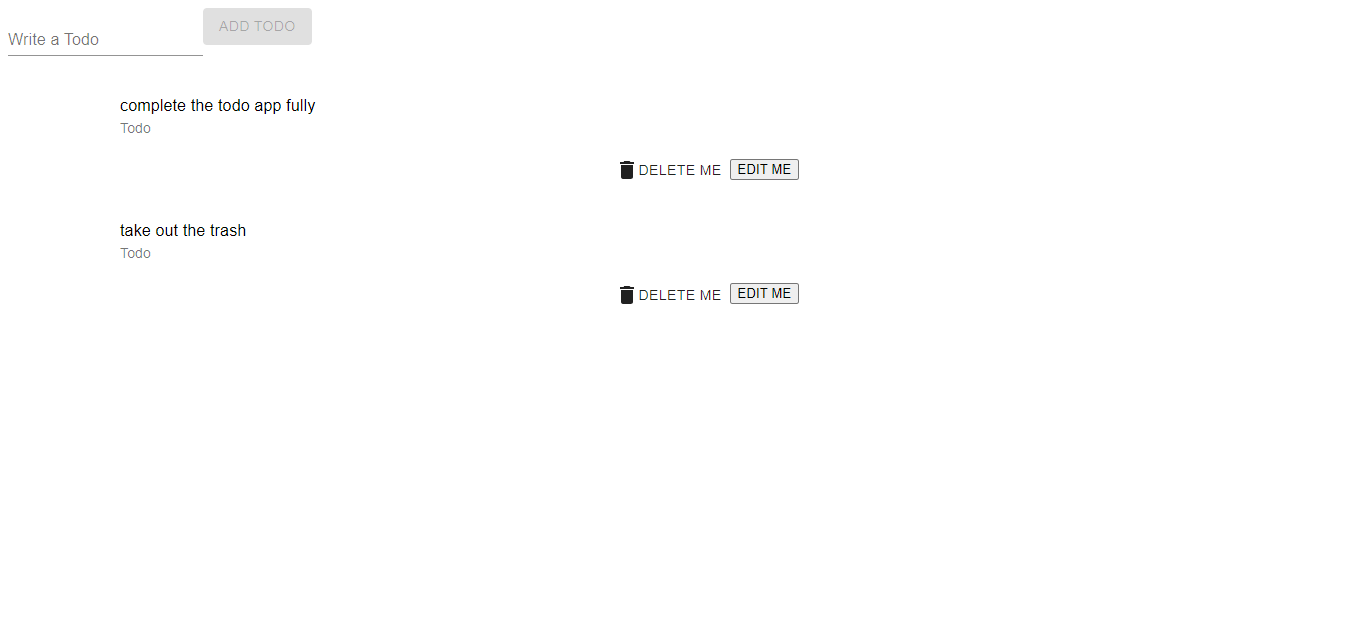 Write a Todo
ADD TODO
complete the todo app fully
Todo
DELETE ME EDIT ME
take out the trash
Todo
DELETE ME EDIT ME